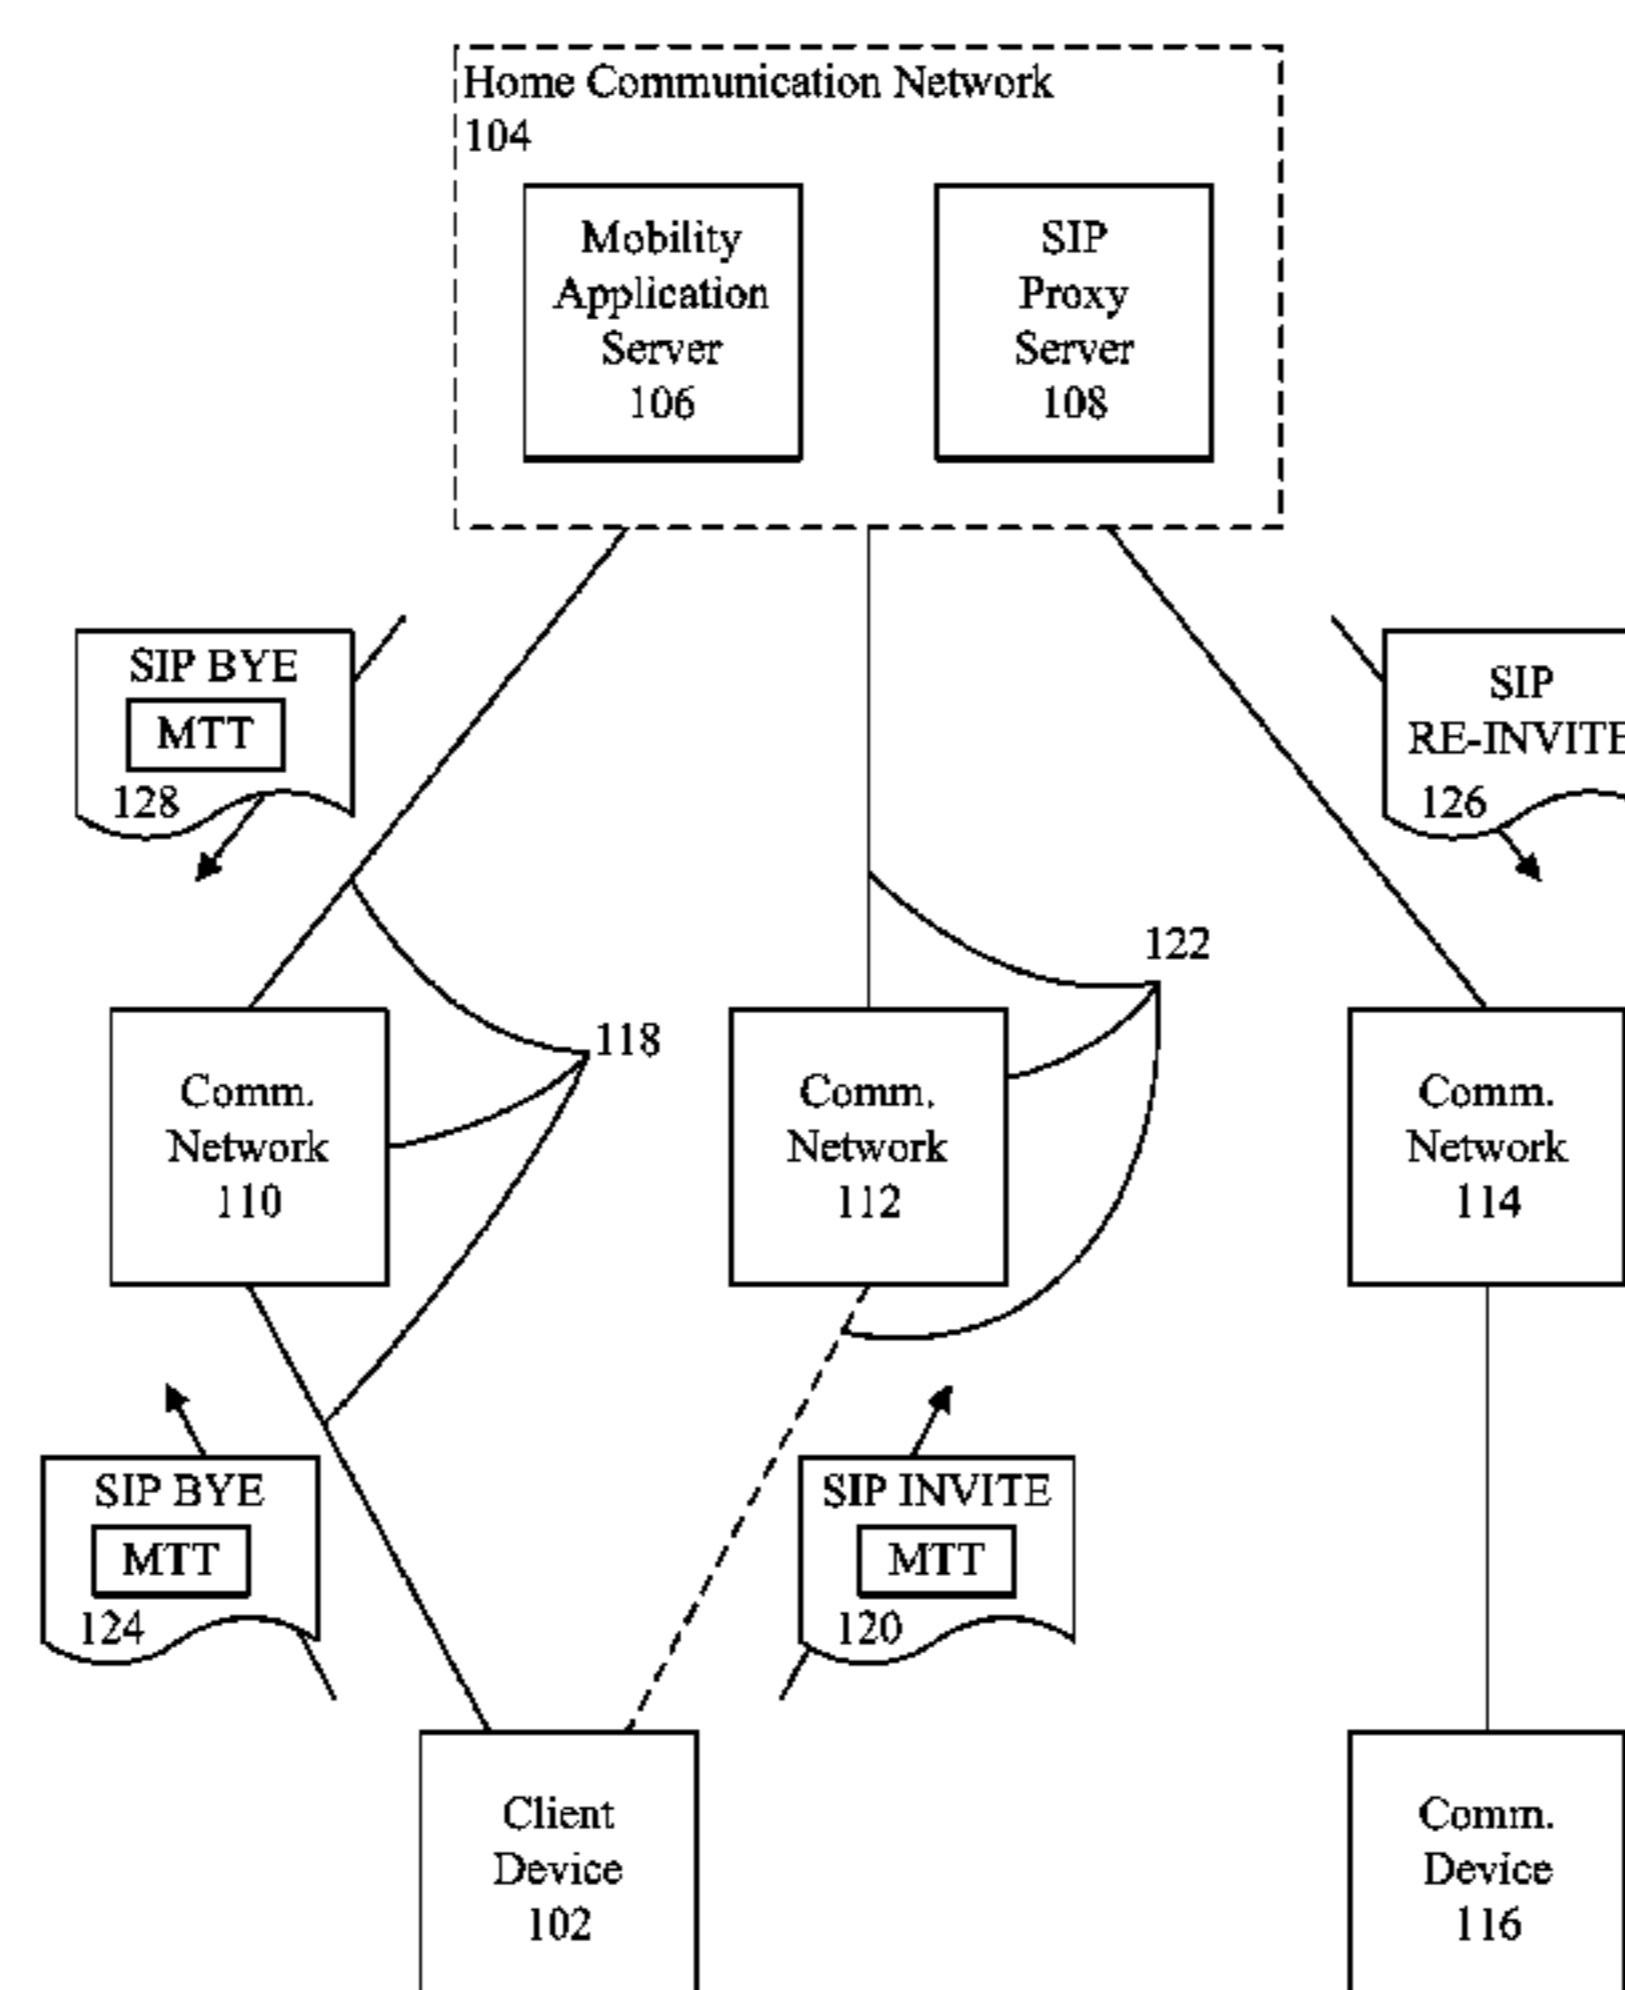 Home Communication Network
104
Mobility
Application
Server
106
SIP
Proxy
Server
108
SIP BYE
MTT
128
SIP
RE-INVITE
126
122
118
Comm.
Network
110
Comm.
Network
112
Comm.
Network
114
SIP BYE
MTT
124
SIP INVITE
MTT
120
Client
Device
102
Comm.
Device
116